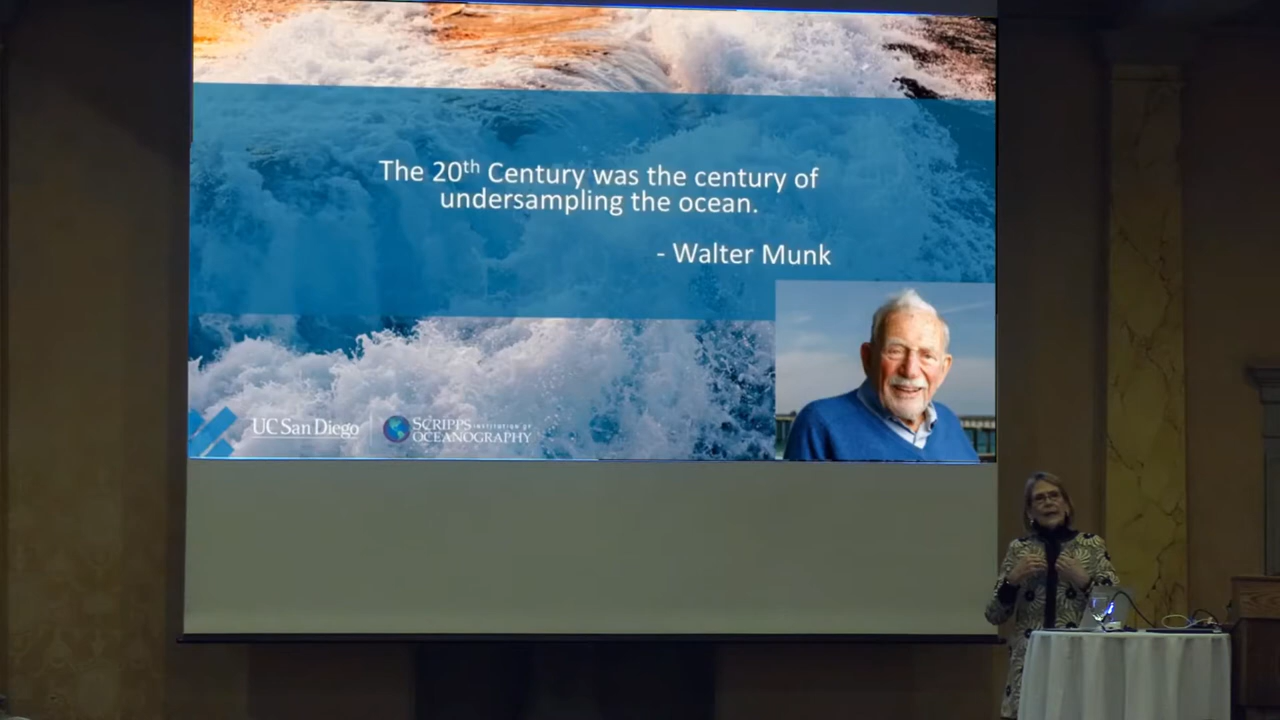 The 20th Century was the century of
undersampling the ocean.
- Walter Munk
UC San Diego
SCRIPPS INSTITUTION OF
OCEANOGRAPHY